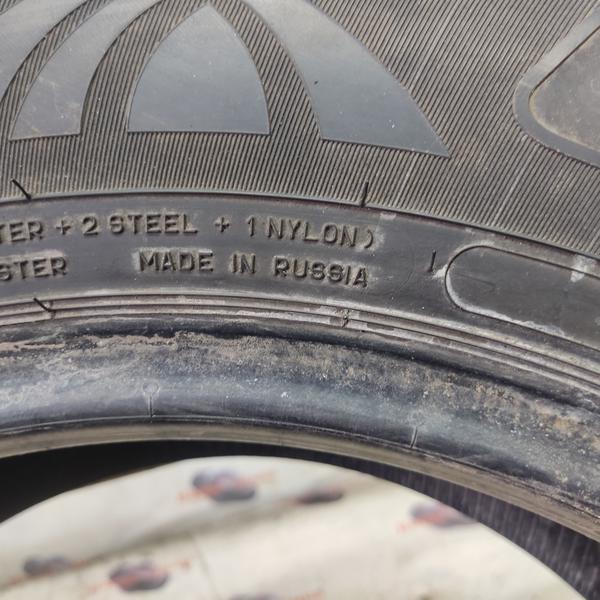 TER + 2 STEEL + 1 NYLON)
STER MADE IN RUSSIA